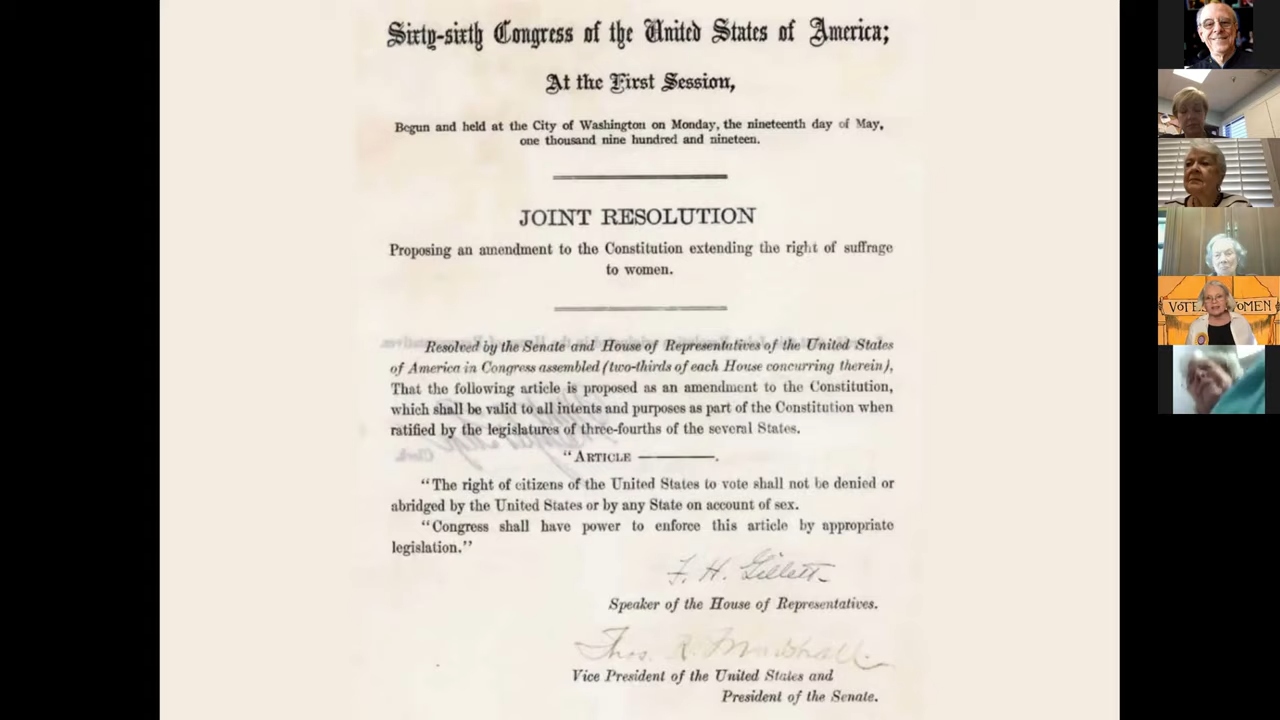 Sixty-sixth Congress of the United States of America;
At the First Session,
Begun and held at the City of Washington on Monday, the nineteenth day of May,
one thousand nine hundred and nineteen.
JOINT RESOLUTION
Proposing an amendment to the Constitution extending the right of suffrage
to women.
Resolved by the Senate and House of Representatives of the United States
of America in Congress assembled (two-thirds of each House concurring therein),
That the following article is proposed as an amendment to the Constitution,
which shall be valid to all intents and purposes as part of the Constitution when
ratified by the legislatures of three-fourths of the several States.
“ARTICLE ———.
“The right of citizens of the United States to vote shall not be denied or
abridged by the United States or by any State on account of sex.
“Congress shall have power to enforce this article by appropriate
legislation.”
F. H. Gillett
Speaker of the House of Representatives.
Thos. R. Marshall
Vice President of the United States and
President of the Senate.
VOTES WOMEN